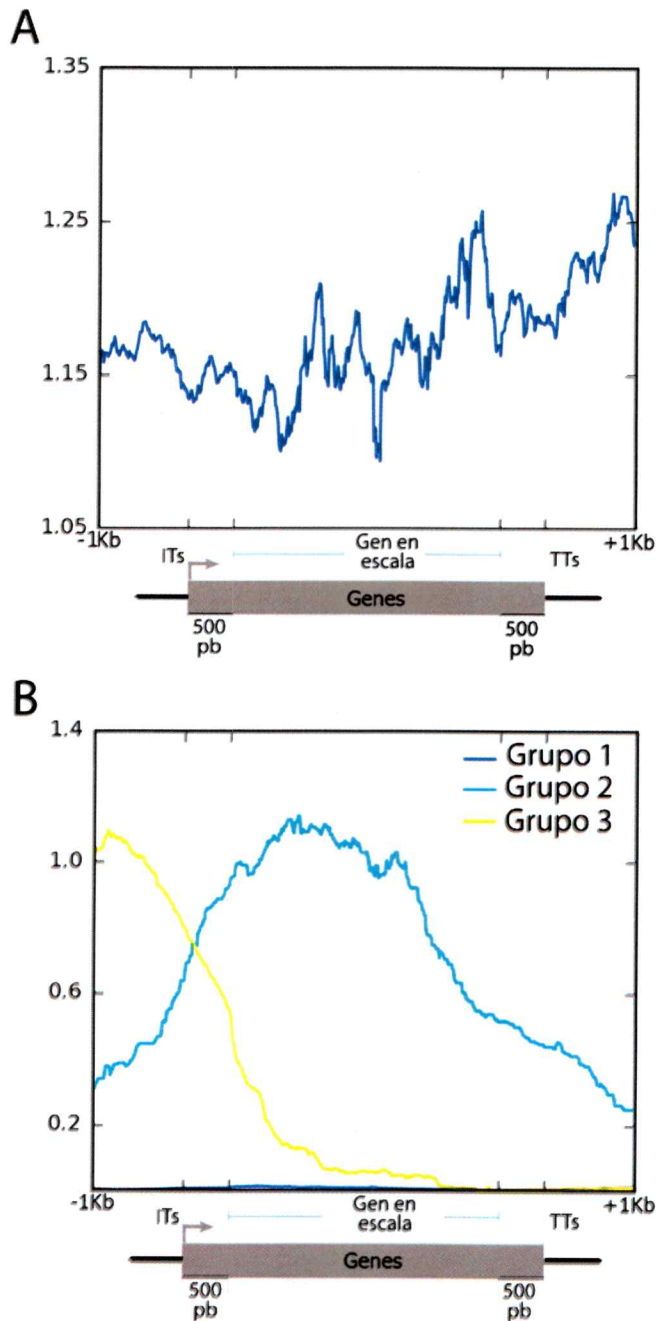 A
1.35
1.25
1.15
1.05
-1Kb
+1Kb
ITs
Gen en
escala
TTs
Genes
500
pb
500
pb
B
1.4
1.0
0.6
0.2
Grupo 1
Grupo 2
Grupo 3
-1Kb
+1Kb
ITs
Gen en
escala
TTs
Genes
500
pb
500
pb